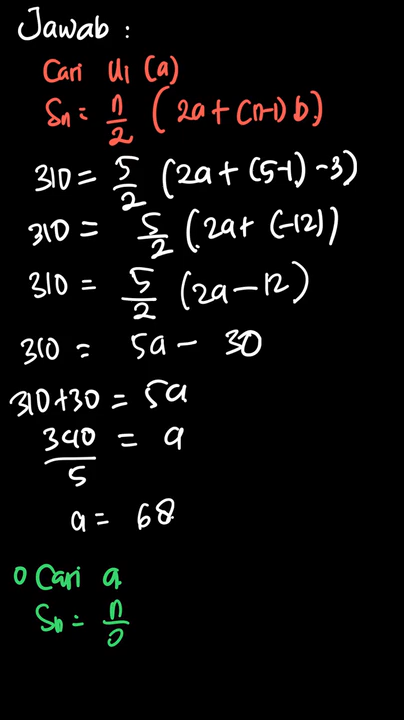 Jawab :
Cari U₁ (a)
Sn = n/2 ( 2a + (n-1) b )
310 = 5/2 (2a + (5-1) -3)
310 = 5/2 (2a + (-12))
310 = 5/2 (2a - 12)
310 = 5a - 30
310+30 = 5a
340/5 = a
a = 68
o Cari a
Sn = n/2